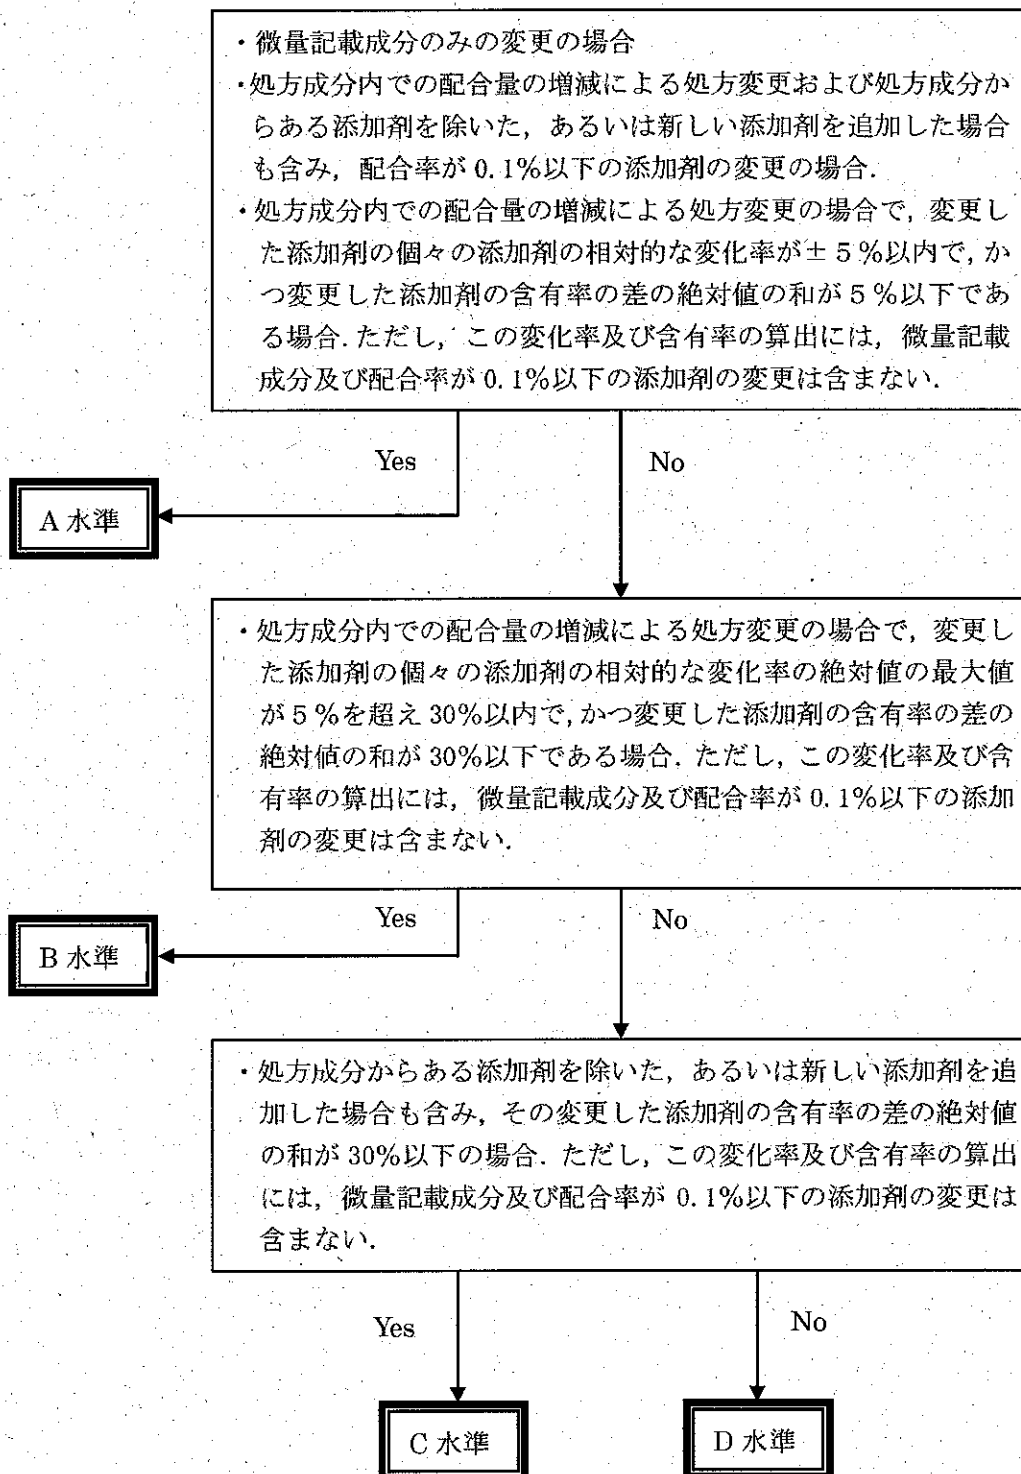 ・微量記載成分のみの変更の場合
・処方成分内での配合量の増減による処方変更および処方成分か
らある添加剤を除いた，あるいは新しい添加剤を追加した場合
も含み，配合率が 0.1%以下の添加剤の変更の場合．
・処方成分内での配合量の増減による処方変更の場合で，変更し
た添加剤の個々の添加剤の相対的な変化率が± 5 %以内で，か
つ変更した添加剤の含有率の差の絶対値の和が 5 %以下であ
る場合．ただし，この変化率及び含有率の算出には，微量記載
成分及び配合率が 0.1%以下の添加剤の変更は含まない．
Yes
No
A 水準
・処方成分内での配合量の増減による処方変更の場合で，変更し
た添加剤の個々の添加剤の相対的な変化率の絶対値の最大値
が 5 %を超え 30%以内で，かつ変更した添加剤の含有率の差の
絶対値の和が 30%以下である場合．ただし，この変化率及び含
有率の算出には，微量記載成分及び配合率が 0.1%以下の添加
剤の変更は含まない．
Yes
No
B 水準
・処方成分からある添加剤を除いた，あるいは新しい添加剤を追
加した場合も含み，その変更した添加剤の含有率の差の絶対値
の和が 30%以下の場合．ただし，この変化率及び含有率の算出
には，微量記載成分及び配合率が 0.1%以下の添加剤の変更は
含まない．
Yes
No
C 水準
D 水準